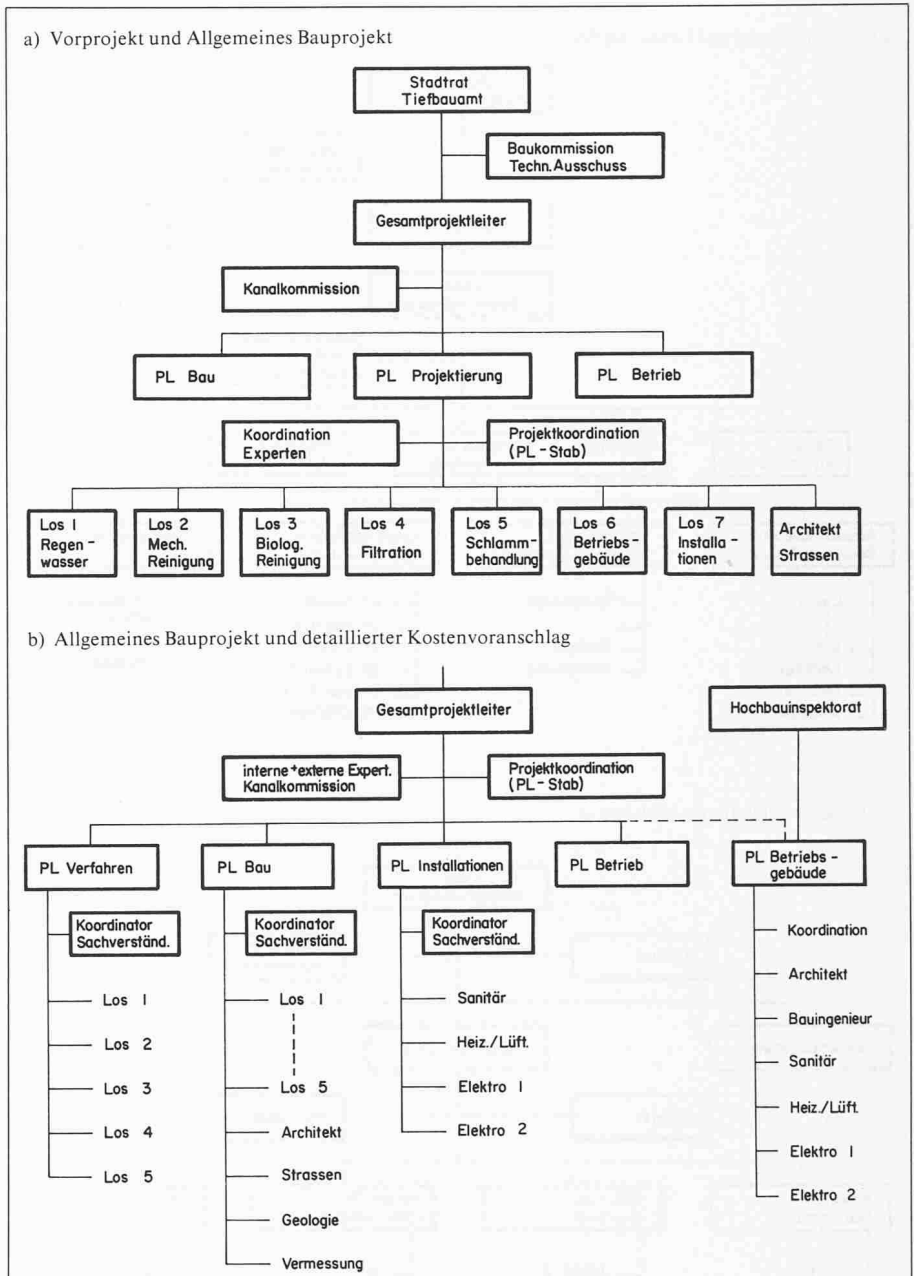 a) Vorprojekt und Allgemeines Bauprojekt
Stadtrat
Tiefbauamt
Baukommission
Techn. Ausschuss
Gesamtprojektleiter
Kanalkommission
PL Bau
PL Projektierung
PL Betrieb
Koordination
Experten
Projektkoordination
(PL - Stab)
Los 1
Regen-
wasser
Los 2
Mech.
Reinigung
Los 3
Biolog.
Reinigung
Los 4
Filtration
Los 5
Schlamm-
behandlung
Los 6
Betriebs-
gebäude
Los 7
Installa-
tionen
Architekt
Strassen
b) Allgemeines Bauprojekt und detaillierter Kostenvoranschlag
Gesamtprojektleiter
Hochbauinspektorat
interne+externe Expert.
Kanalkommission
Projektkoordination
(PL - Stab)
PL Verfahren
PL Bau
PL Installationen
PL Betrieb
PL Betriebs-
gebäude
Koordinator
Sachverständ.
Los 1
Los 2
Los 3
Los 4
Los 5
Koordinator
Sachverständ.
Los 1
Los 5
Architekt
Strassen
Geologie
Vermessung
Koordinator
Sachverständ.
Sanitär
Heiz./Lüft.
Elektro 1
Elektro 2
Koordination
Architekt
Bauingenieur
Sanitär
Heiz./Lüft.
Elektro 1
Elektro 2